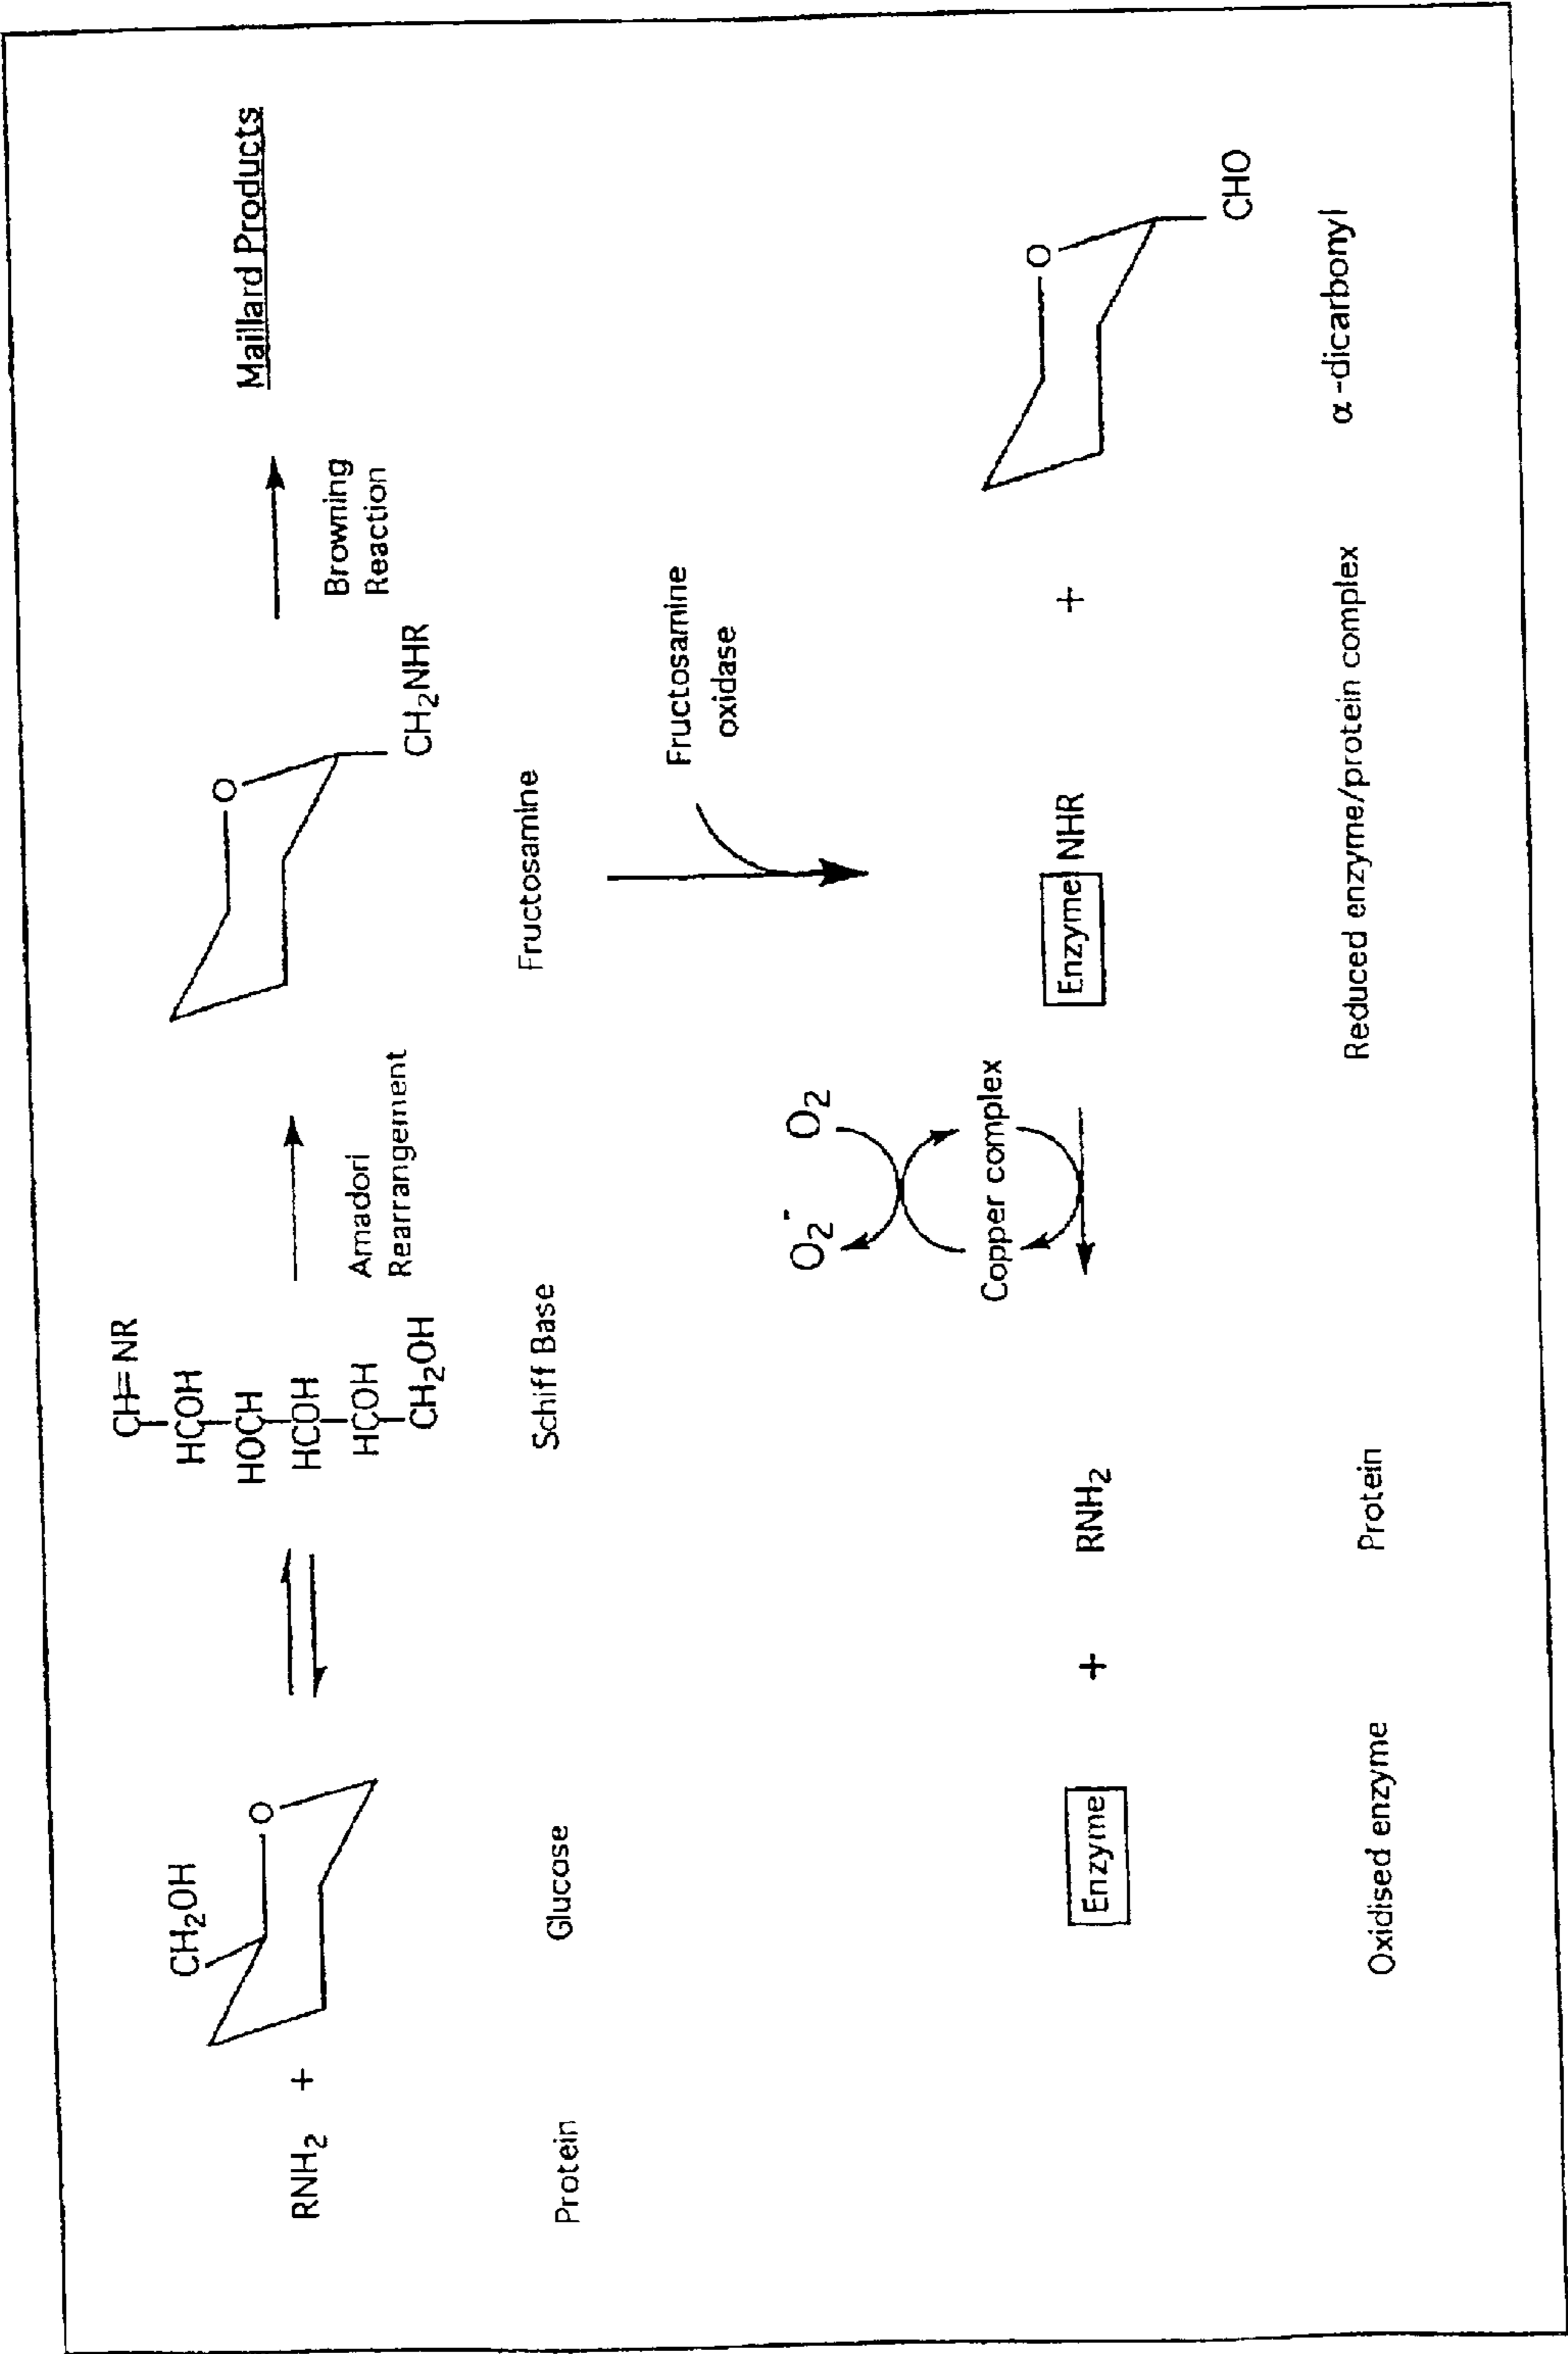 RNH2 +
CH2OH
O
CH=NR
HCOH
HOCH
HCOH
HCOH
CH2OH
Amadori
Rearrangement
O
CH2NHR
Browning
Reaction
Maillard Products
Protein
Glucose
Schiff Base
Fructosamine
Fructosamine
oxidase
O2-
O2
Copper complex
Enzyme
+
RNH2
Enzyme NHR
+
O
CHO
Oxidised enzyme
Protein
Reduced enzyme/protein complex
α-dicarbonyl